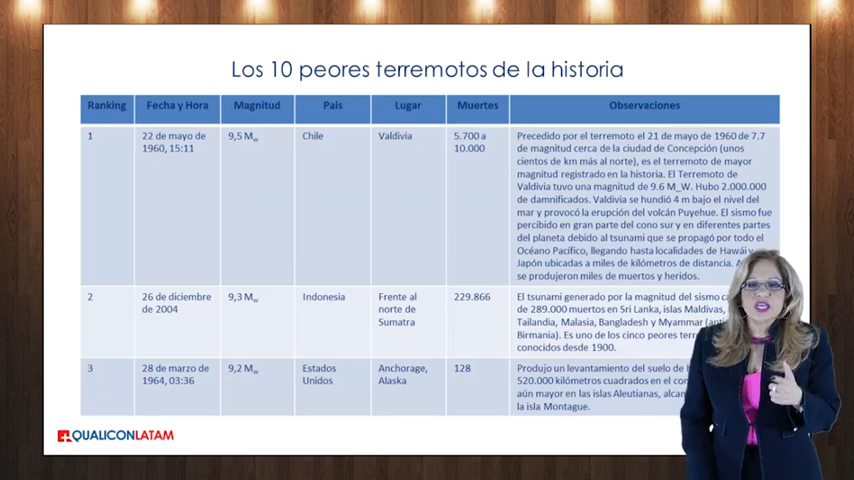 Los 10 peores terremotos de la historia
Ranking Fecha y Hora Magnitud Pais Lugar Muertes Observaciones
1 22 de mayo de 1960, 15:11 9,5 Mw Chile Valdivia 5.700 a 10.000
Precedido por el terremoto el 21 de mayo de 1960 de 7.7
de magnitud cerca de la ciudad de Concepción (unos
cientos de km más al norte), es el terremoto de mayor
magnitud registrado en la historia. El Terremoto de
Valdivia tuvo una magnitud de 9.6 M_W. Hubo 2.000.000
de damnificados. Valdivia se hundió 4 m bajo el nivel del
mar y provocó la erupción del volcán Puyehue. El sismo fue
percibido en gran parte del cono sur y en diferentes partes
del planeta debido al tsunami que se propagó por todo el
Océano Pacífico, llegando hasta localidades de Hawái y
Japón ubicadas a miles de kilómetros de distancia.
se produjeron miles de muertos y heridos.
2 26 de diciembre de 2004 9,3 Mw Indonesia Frente al norte de Sumatra 229.866
El tsunami generado por la magnitud del sismo
de 289.000 muertos en Sri Lanka, islas Maldivas,
Tailandia, Malasia, Bangladesh y Myammar
Birmania). Es uno de los cinco peores
conocidos desde 1900.
3 28 de marzo de 1964, 03:36 9,2 Mw Estados Unidos Anchorage, Alaska 128
Produjo un levantamiento del suelo de
520.000 kilómetros cuadrados en el
aún mayor en las islas Aleutianas,
la isla Montague.
QUALICONLATAM